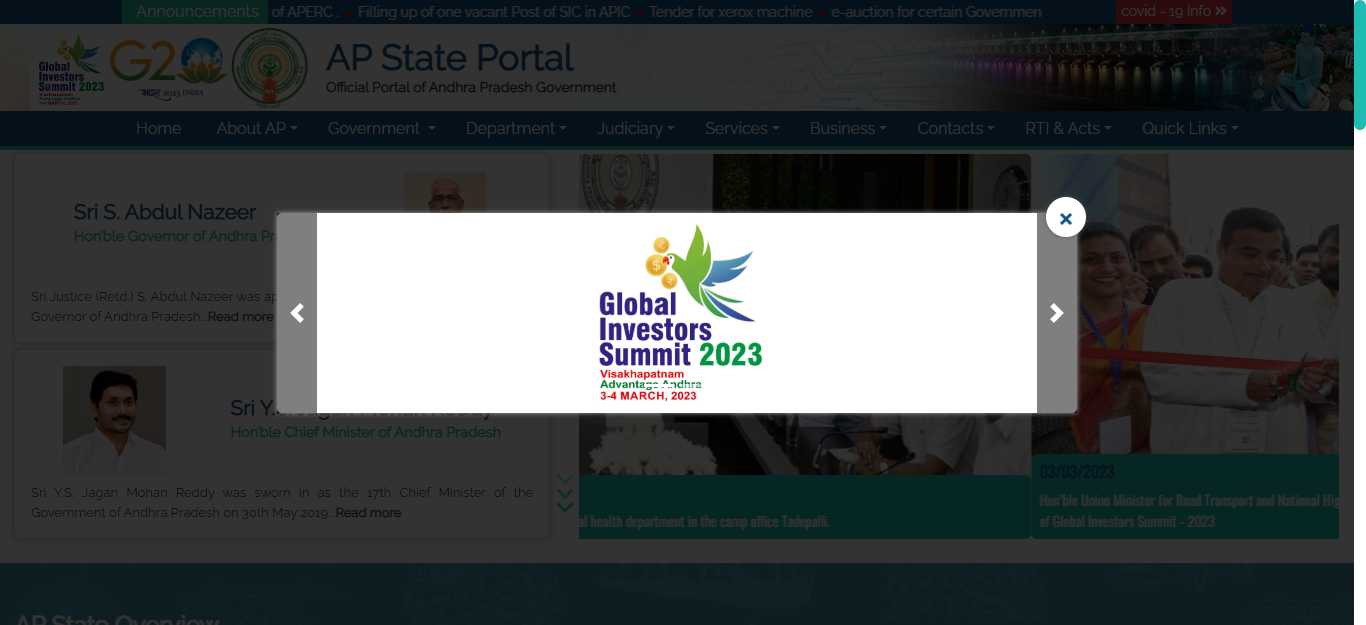 Announcements
of APERC .
Filling up of one vacant Post of SIC in APIC
Tender for xerox machine
e-auction for certain Governmen
covid - 19 Info
Global
Investors
Summit 2023
G20
भारत 2023 INDIA
AP State Portal
Official Portal of Andhra Pradesh Government
Home
About AP
Government
Department
Judiciary
Services
Business
Contacts
RTI & Acts
Quick Links
Sri S. Abdul Nazeer
Hon'ble Governor of Andhra Pr
Sri Justice (Retd.) S. Abdul Nazeer was ap
Governor of Andhra Pradesh...Read more
Global
Investors
Summit 2023
Visakhapatnam
Advantage Andhra
3-4 MARCH, 2023
Sri Y.
Hon'ble Chief Minister of Andhra Pradesh
Sri Y.S. Jagan Mohan Reddy was sworn in as the 17th Chief Minister of the
Government of Andhra Pradesh on 30th May 2019...Read more
al health department in the camp office Tadepalli.
03/03/2023
Hon'ble Union Minister for Road Transport and National Hig
of Global Investors Summit - 2023
AP State Overview